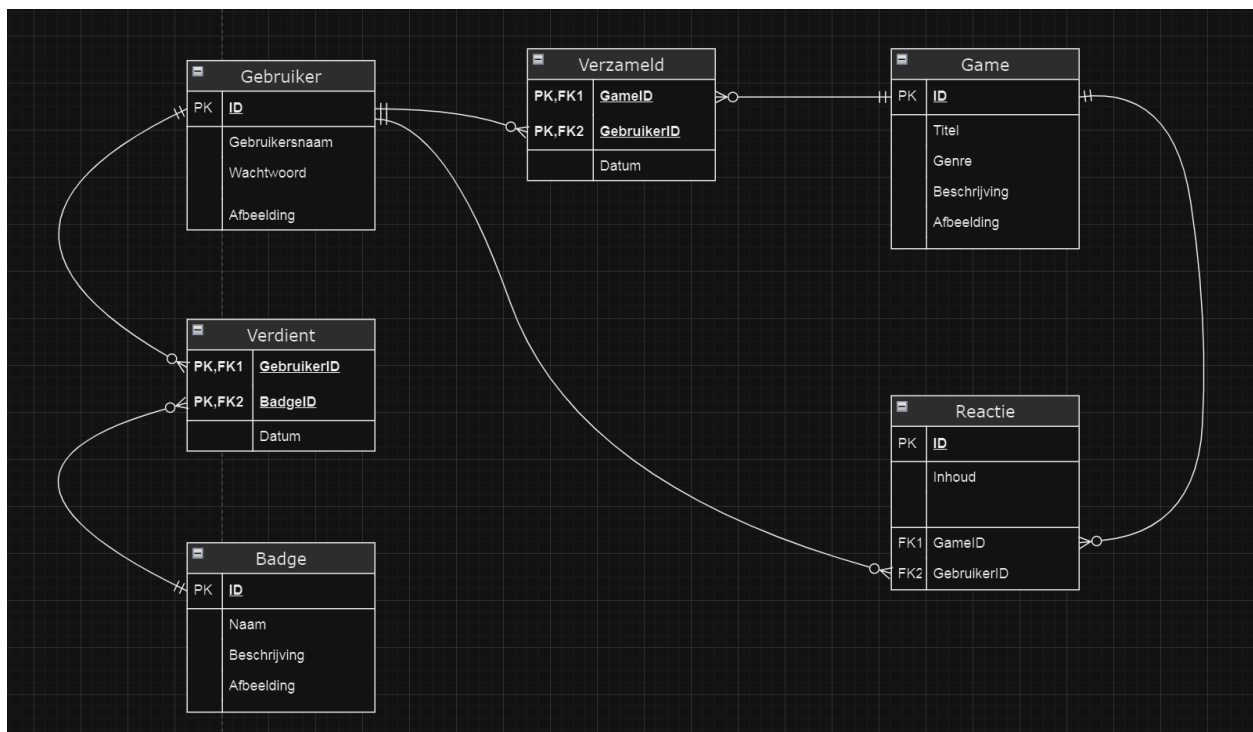 Gebruiker
PK ID
Gebruikersnaam
Wachtwoord
Afbeelding
Verzameld
PK,FK1 GameID
PK,FK2 GebruikerID
Datum
Game
PK ID
Titel
Genre
Beschrijving
Afbeelding
Verdient
PK,FK1 GebruikerID
PK,FK2 BadgeID
Datum
Reactie
PK ID
Inhoud
FK1 GameID
FK2 GebruikerID
Badge
PK ID
Naam
Beschrijving
Afbeelding